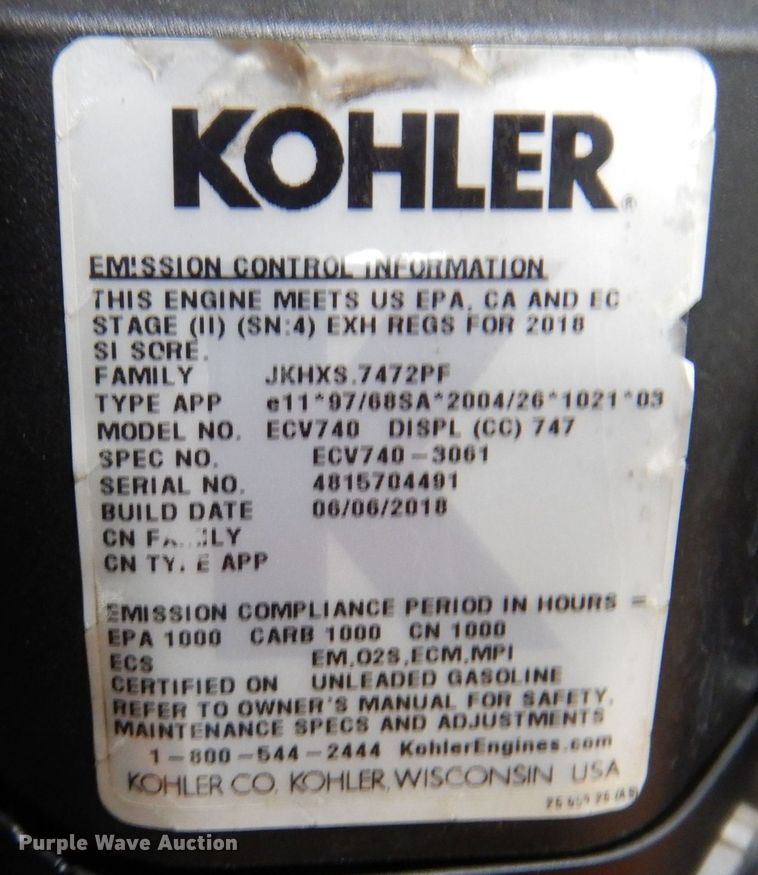 KOHLER®
EMISSION CONTROL INFORMATION
THIS ENGINE MEETS US EPA, CA AND EC
STAGE (II) (SN:4) EXH REGS FOR 2018
SI SORE.
FAMILY JKHXS.7472PF
TYPE APP e11*97/68SA*2004/26*1021*03
MODEL NO. ECV740 DISPL (CC) 747
SPEC NO. ECV740-3061
SERIAL NO. 4815704491
BUILD DATE 06/06/2018
CN FAMILY
CN TYPE APP
EMISSION COMPLIANCE PERIOD IN HOURS =
EPA 1000 CARB 1000 CN 1000
ECS EM,O2S,ECM,MPI
CERTIFIED ON UNLEADED GASOLINE
REFER TO OWNER'S MANUAL FOR SAFETY,
MAINTENANCE SPECS AND ADJUSTMENTS
1-800-544-2444 KohlerEngines.com
KOHLER CO. KOHLER, WISCONSIN USA
Purple Wave Auction